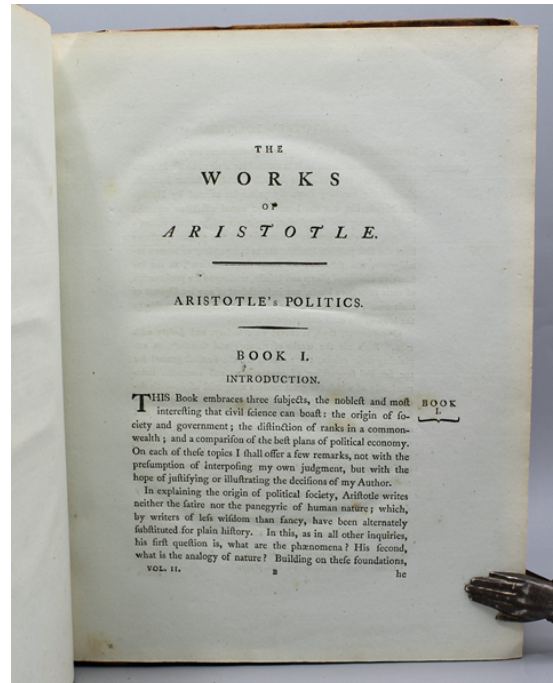 THE
WORKS
OF
ARISTOTLE.
ARISTOTLE's POLITICS.
BOOK I.
INTRODUCTION.
THIS Book embraces three ſubjects, the nobleſt and moſt
BOOK
I.
intereſting that civil ſcience can boaſt: the origin of ſo-
ciety and government; the diſtinction of ranks in a common-
wealth; and a compariſon of the beſt plans of political economy.
On each of theſe topics I ſhall offer a few remarks, not with the
preſumption of interpoſing my own judgment, but with the
hope of juſtifying or illuſtrating the deciſions of my Author.
In explaining the origin of political ſociety, Ariſtotle writes
neither the ſatire nor the panegyric of human nature; which,
by writers of leſs wiſdom than fancy, have been alternately
ſubſtituted for plain hiſtory. In this, as in all other inquiries,
his firſt queſtion is, what are the phænomena? His ſecond,
what is the analogy of nature? Building on theſe foundations,
VOL. II. B he